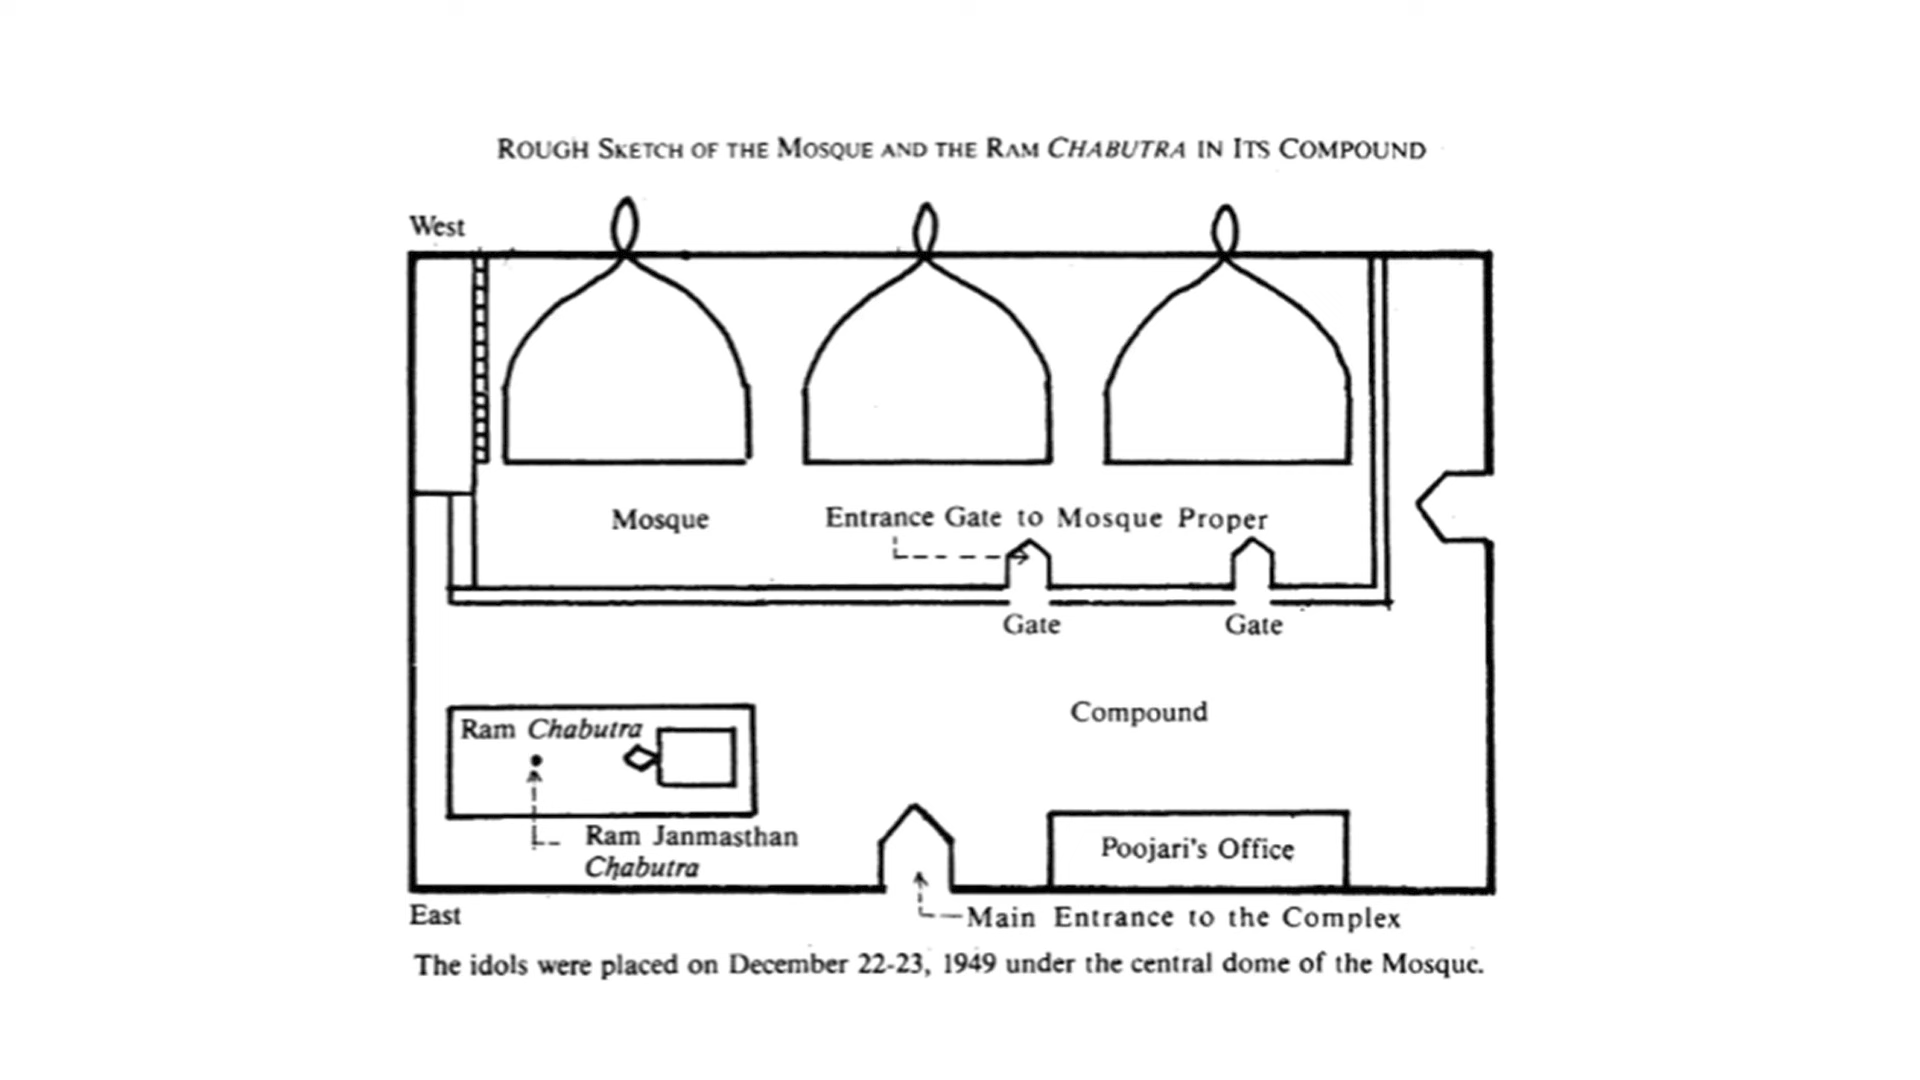 ROUGH SKETCH OF THE MOSQUE AND THE RAM CHABUTRA IN ITS COMPOUND
West
Mosque
Entrance Gate to Mosque Proper
Gate
Gate
Compound
Ram Chabutra
Ram Janmasthan
Chabutra
Poojari's Office
East
Main Entrance to the Complex
The idols were placed on December 22-23, 1949 under the central dome of the Mosque.